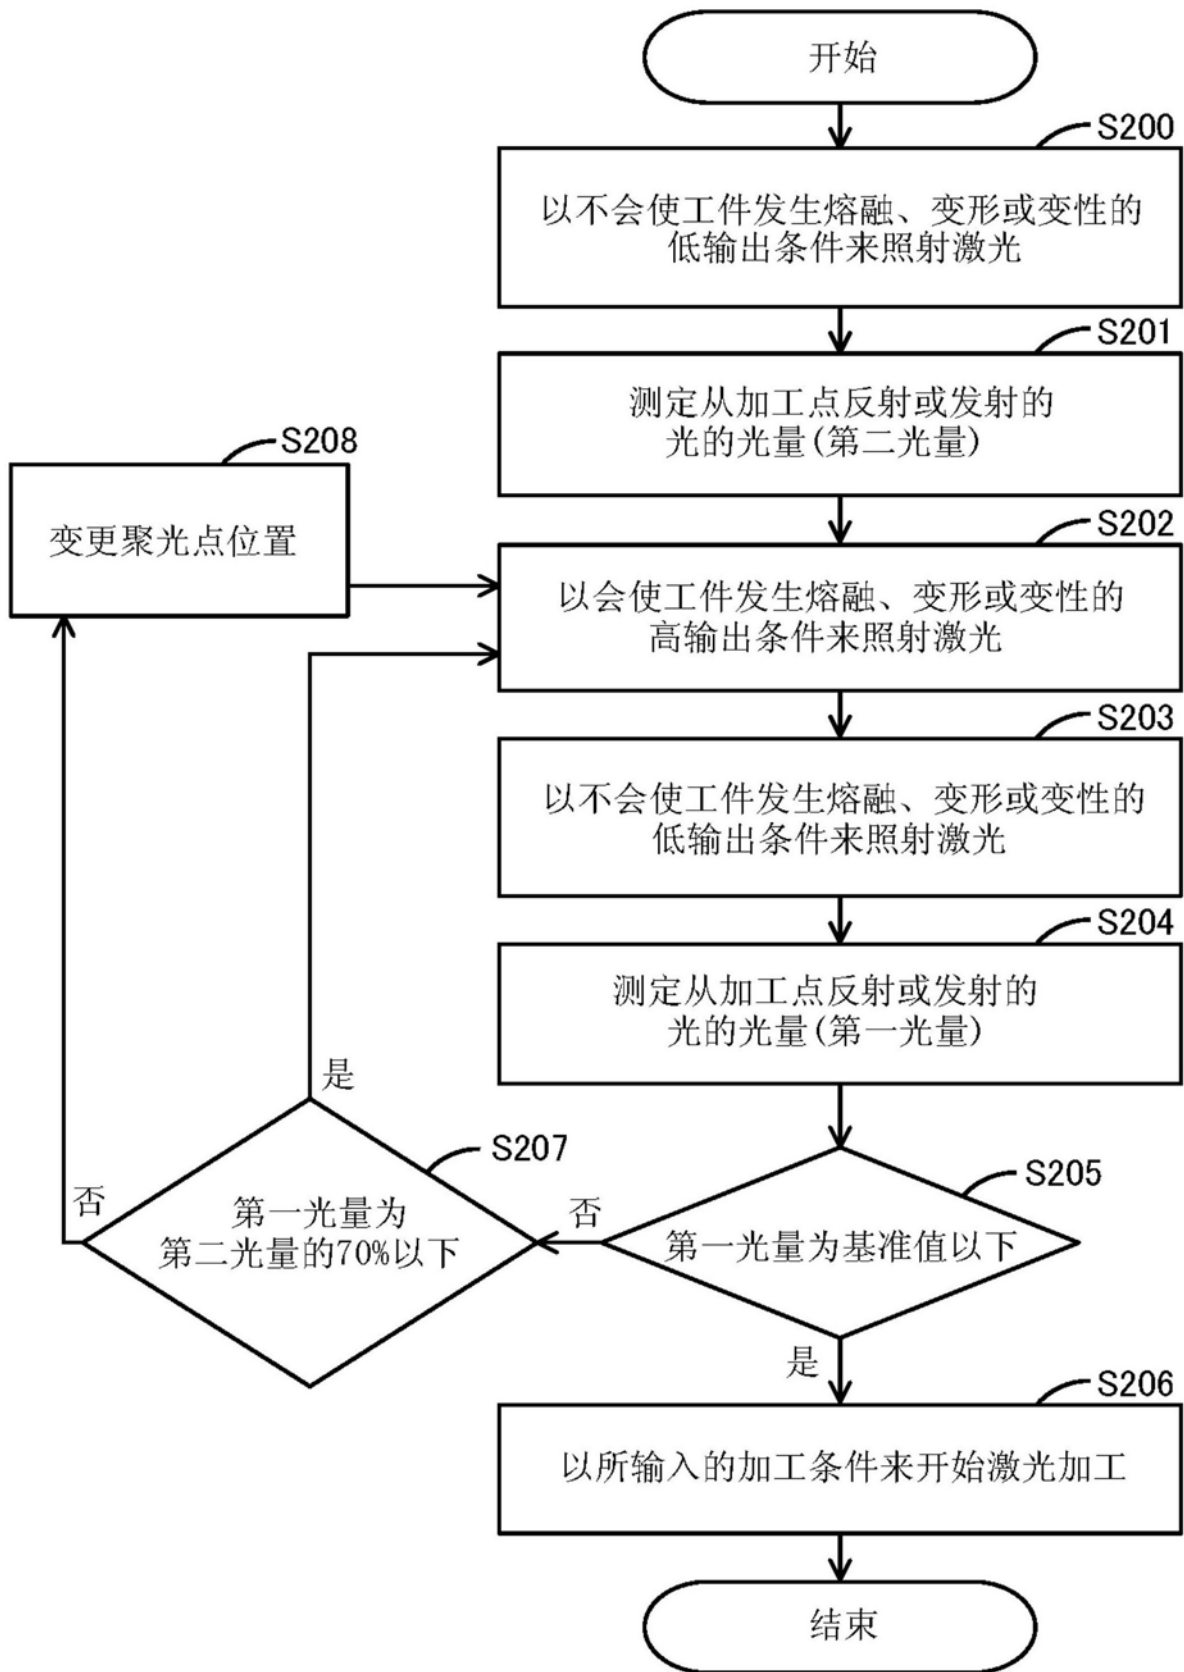 开始
S200
以不会使工件发生熔融、变形或变性的
低输出条件来照射激光
S201
测定从加工点反射或发射的
光的光量(第二光量)
S208
变更聚光点位置
S202
以会使工件发生熔融、变形或变性的
高输出条件来照射激光
S203
以不会使工件发生熔融、变形或变性的
低输出条件来照射激光
S204
测定从加工点反射或发射的
光的光量(第一光量)
是
S207
第一光量为
第二光量的70%以下
否
否
S205
第一光量为基准值以下
是
S206
以所输入的加工条件来开始激光加工
结束